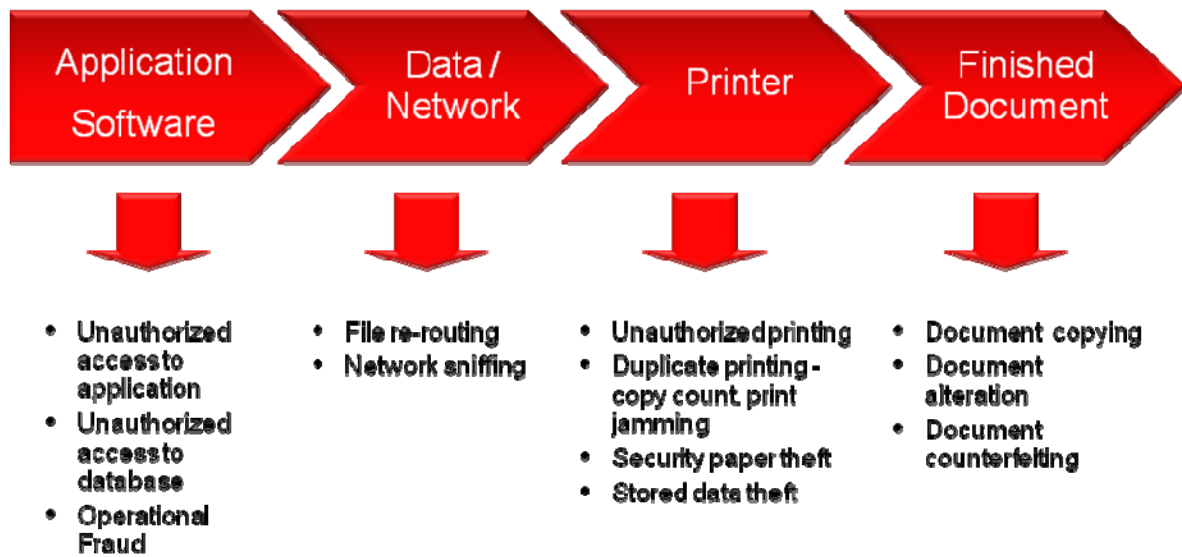 Application
Software
Data /
Network
Printer
Finished
Document
• Unauthorized
access to
application
• Unauthorized
access to
database
• Operational
Fraud
• File re-routing
• Network sniffing
• Unauthorized printing
• Duplicate printing -
copy count, print
jamming
• Security paper theft
• Stored data theft
• Document copying
• Document
alteration
• Document
counterfeiting